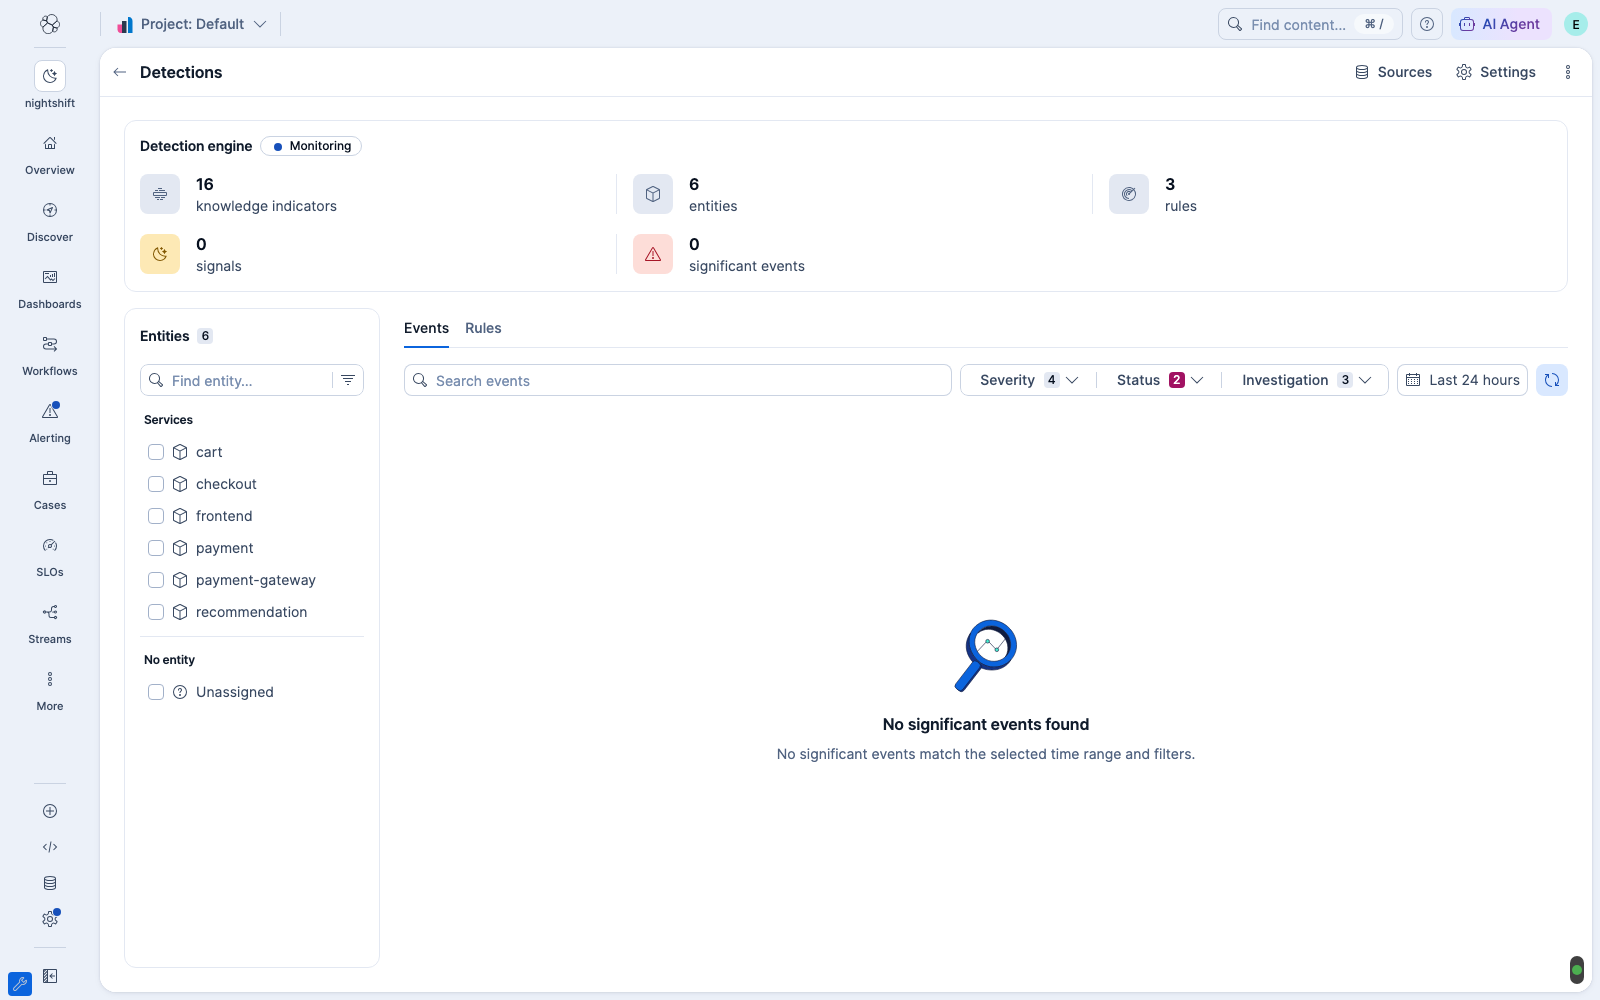 Project: Default
Find content... ⌘ /
AI Agent
E
nightshift
Overview
Discover
Dashboards
Workflows
Alerting
Cases
SLOs
Streams
More
Detections
Sources
Settings
Detection engine
Monitoring
16
knowledge indicators
6
entities
3
rules
0
signals
0
significant events
Entities 6
Find entity...
Services
cart
checkout
frontend
payment
payment-gateway
recommendation
No entity
Unassigned
Events
Rules
Search events
Severity 4
Status 2
Investigation 3
Last 24 hours
No significant events found
No significant events match the selected time range and filters.